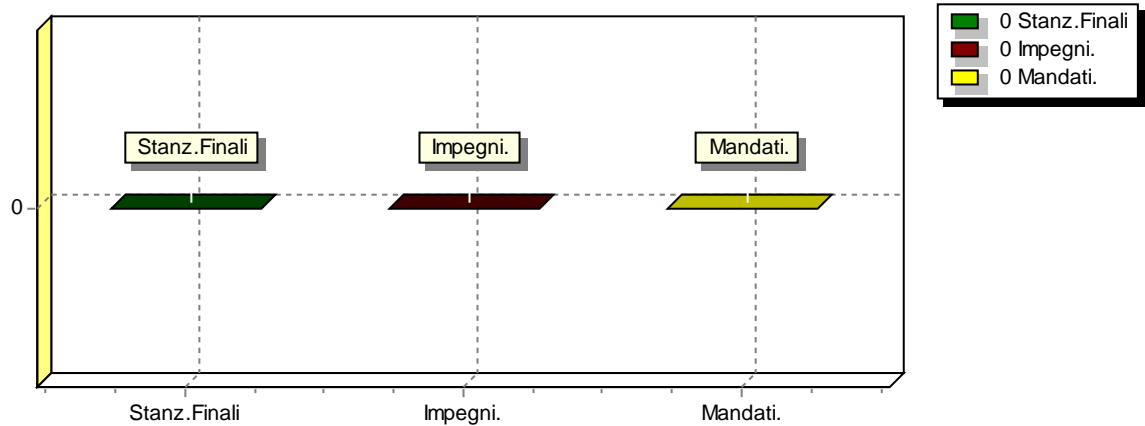 0 Stanz.Finali
0 Impegni.
0 Mandati.
Stanz.Finali
Impegni.
Mandati.
0
Stanz.Finali
Impegni.
Mandati.